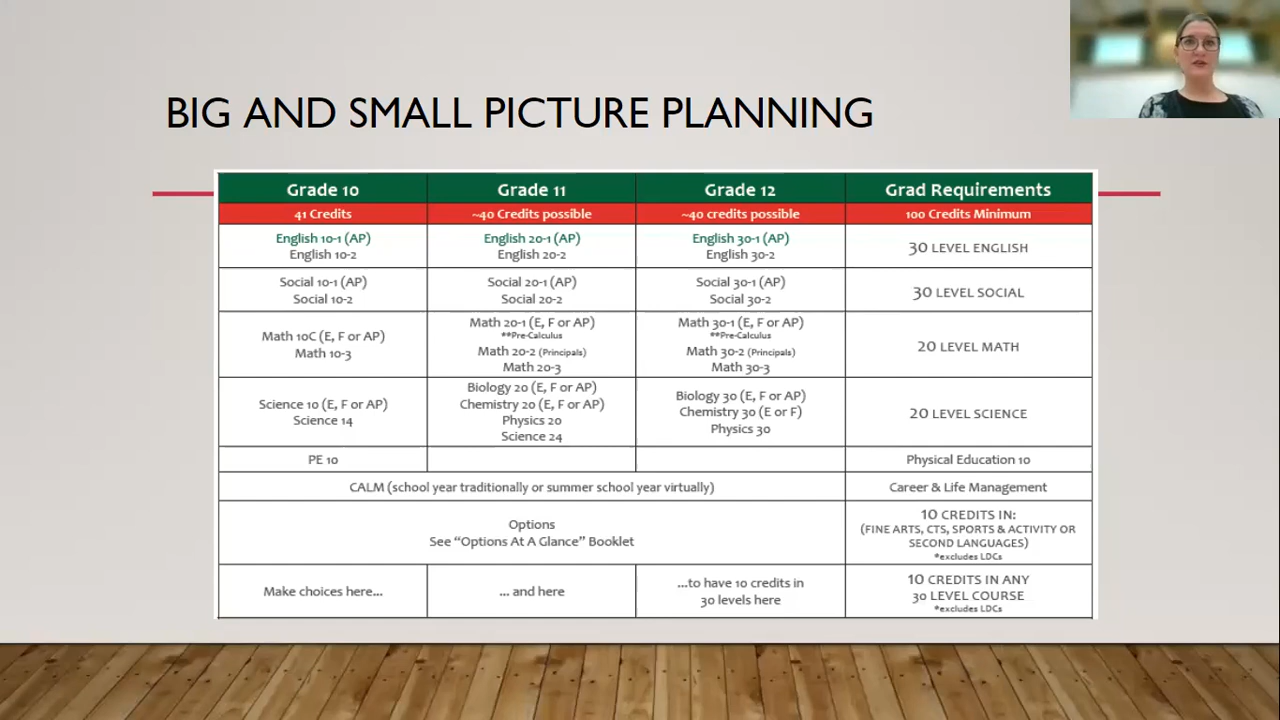 BIG AND SMALL PICTURE PLANNING
Grade 10 Grade 11 Grade 12 Grad Requirements
41 Credits ~40 Credits possible ~40 credits possible 100 Credits Minimum
English 10-1 (AP)
English 10-2
English 20-1 (AP)
English 20-2
English 30-1 (AP)
English 30-2
30 LEVEL ENGLISH
Social 10-1 (AP)
Social 10-2
Social 20-1 (AP)
Social 20-2
Social 30-1 (AP)
Social 30-2
30 LEVEL SOCIAL
Math 10C (E, F or AP)
Math 10-3
Math 20-1 (E, F or AP)
**Pre-Calculus
Math 20-2 (Principals)
Math 20-3
Math 30-1 (E, F or AP)
**Pre-Calculus
Math 30-2 (Principals)
Math 30-3
20 LEVEL MATH
Science 10 (E, F or AP)
Science 14
Biology 20 (E, F or AP)
Chemistry 20 (E, F or AP)
Physics 20
Science 24
Biology 30 (E, F or AP)
Chemistry 30 (E or F)
Physics 30
20 LEVEL SCIENCE
PE 10
Physical Education 10
CALM (school year traditionally or summer school year virtually)
Career & Life Management
Options
See “Options At A Glance” Booklet
10 CREDITS IN:
(FINE ARTS, CTS, SPORTS & ACTIVITY OR
SECOND LANGUAGES)
*excludes LDCs
Make choices here...
... and here
...to have 10 credits in
30 levels here
10 CREDITS IN ANY
30 LEVEL COURSE
*excludes LDCs